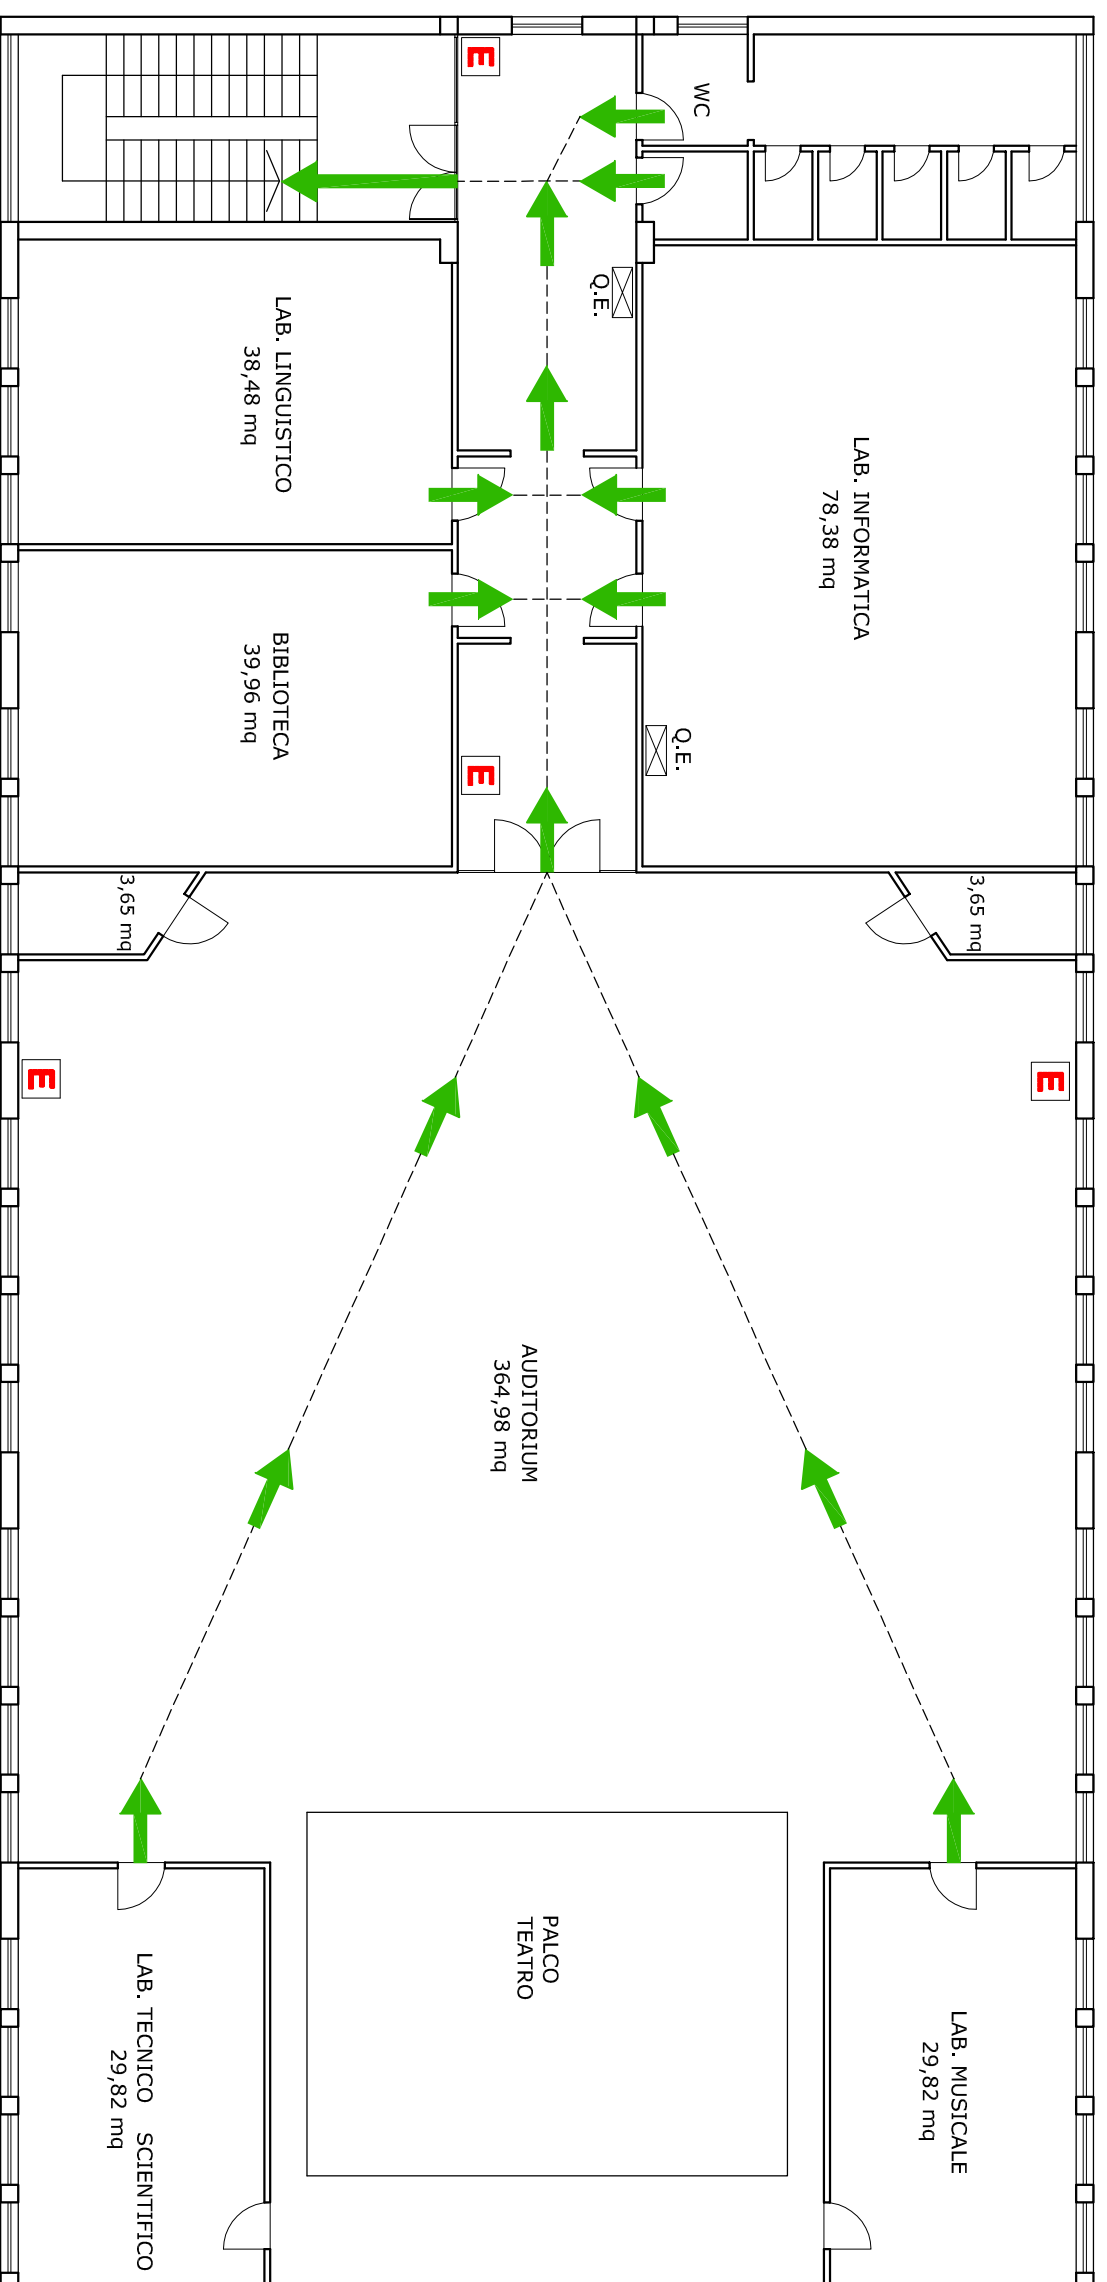 E
WC
Q.E.
LAB. LINGUISTICO
38,48 mq
LAB. INFORMATICA
78,38 mq
BIBLIOTECA
39,96 mq
Q.E.
E
3,65 mq
3,65 mq
E
E
AUDITORIUM
364,98 mq
PALCO
TEATRO
LAB. TECNICO SCIENTIFICO
29,82 mq
LAB. MUSICALE
29,82 mq